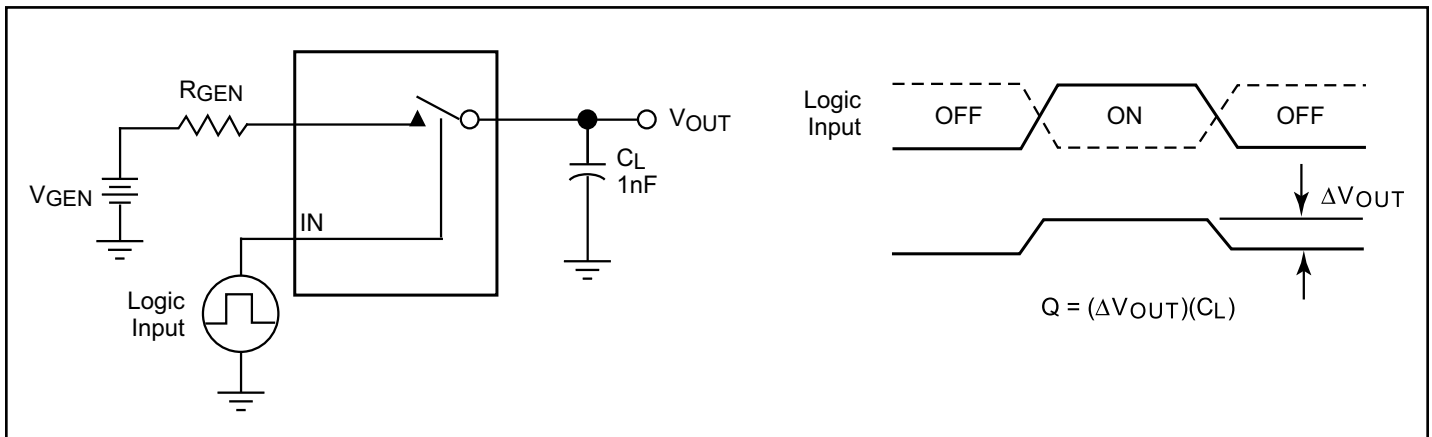 RGEN
VGEN
IN
Logic
Input
VOUT
CL
1nF
Logic
Input
OFF
ON
OFF
ΔVOUT
Q = (ΔVOUT)(CL)